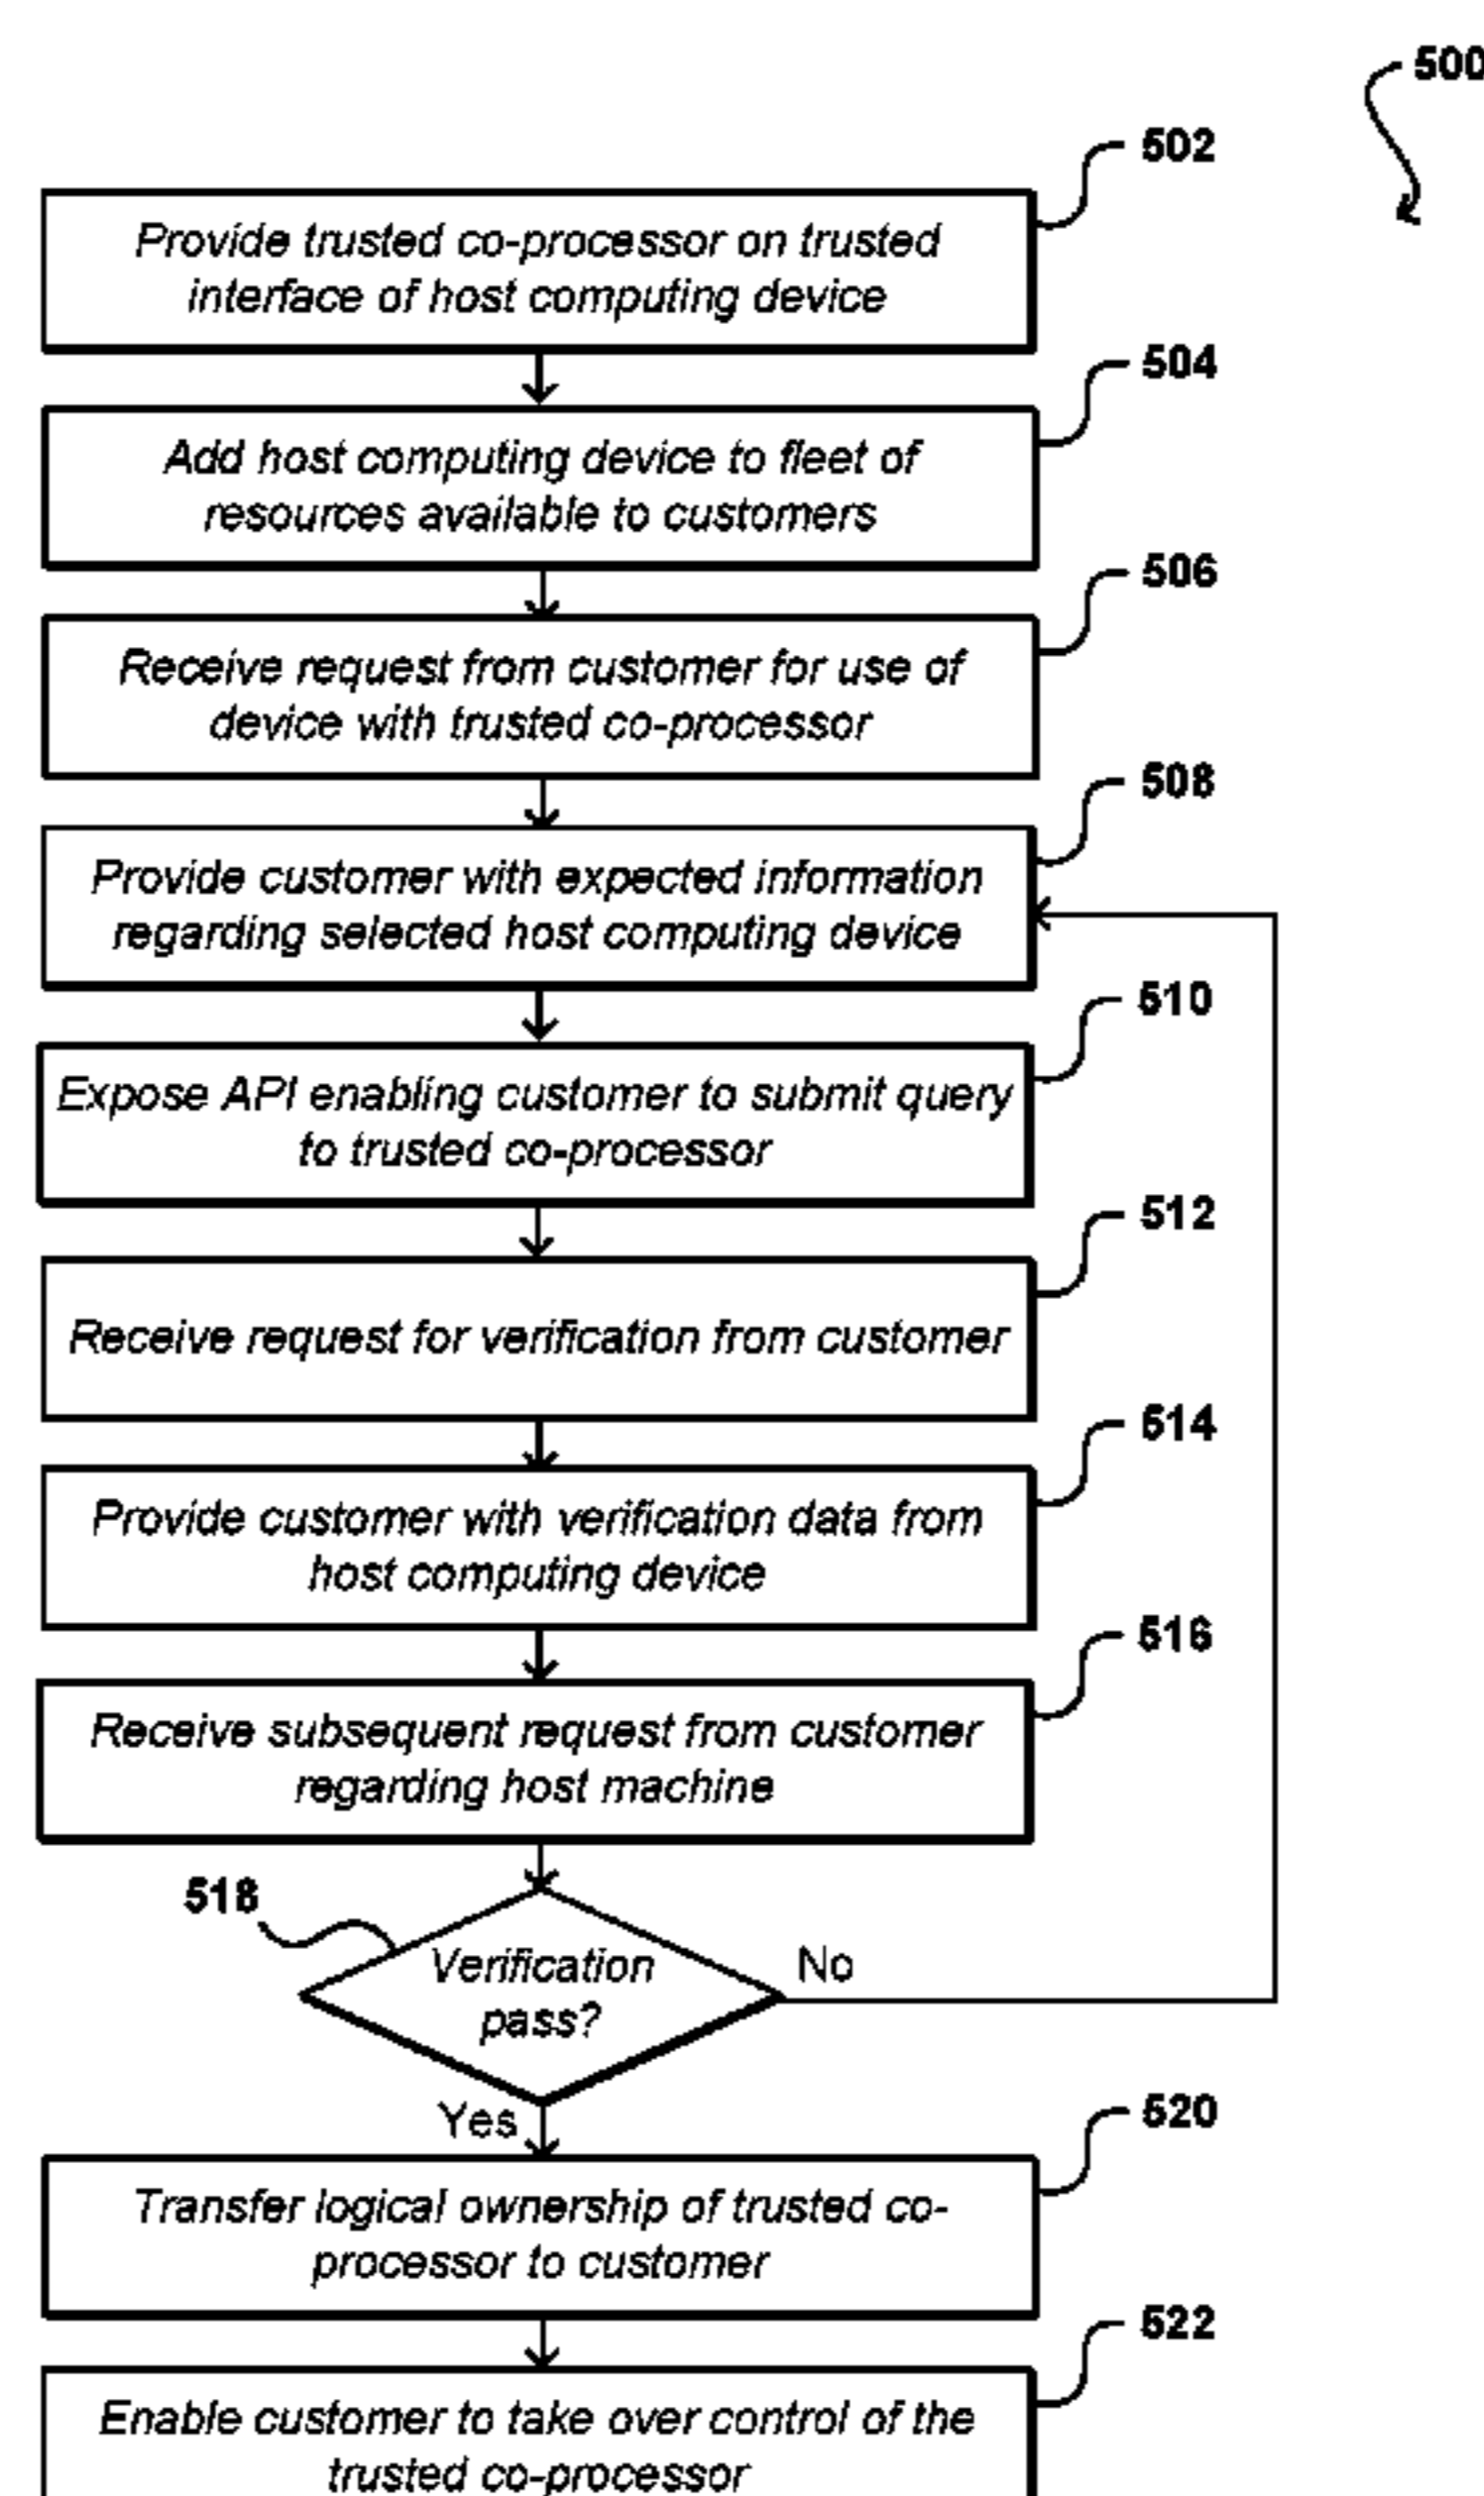 500
502
Provide trusted co-processor on trusted
interface of host computing device
504
Add host computing device to fleet of
resources available to customers
506
Receive request from customer for use of
device with trusted co-processor
508
Provide customer with expected information
regarding selected host computing device
510
Expose API enabling customer to submit query
to trusted co-processor
512
Receive request for verification from customer
514
Provide customer with verification data from
host computing device
516
Receive subsequent request from customer
regarding host machine
518
Verification
pass?
No
Yes
520
Transfer logical ownership of trusted co-
processor to customer
522
Enable customer to take over control of the
trusted co-processor